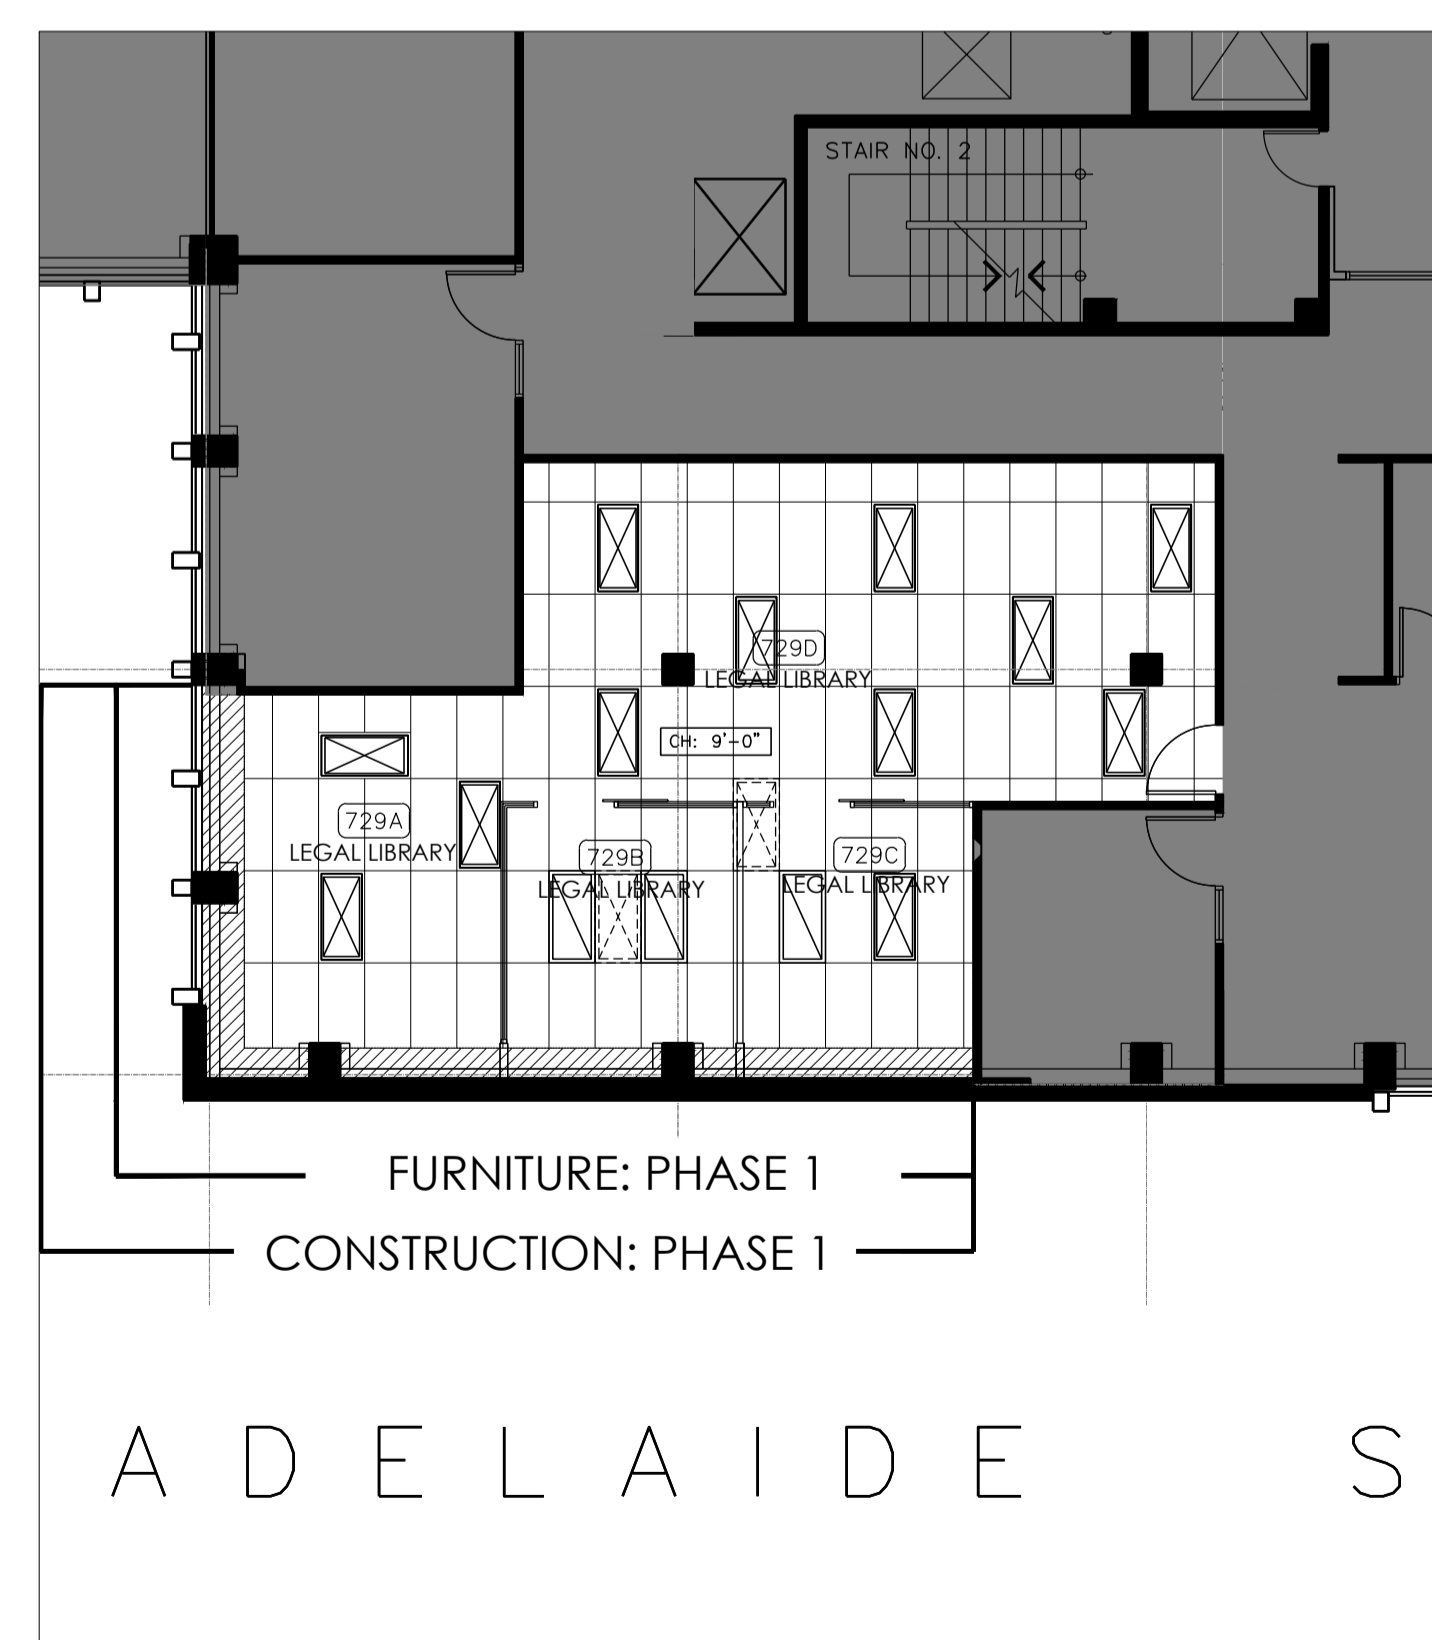 STAIR NO. 2
729D
LEGAL LIBRARY
CH: 9'-0"
729A
LEGAL LIBRARY
729B
LEGAL LIBRARY
729C
LEGAL LIBRARY
FURNITURE: PHASE 1
CONSTRUCTION: PHASE 1
ADELAIDE S